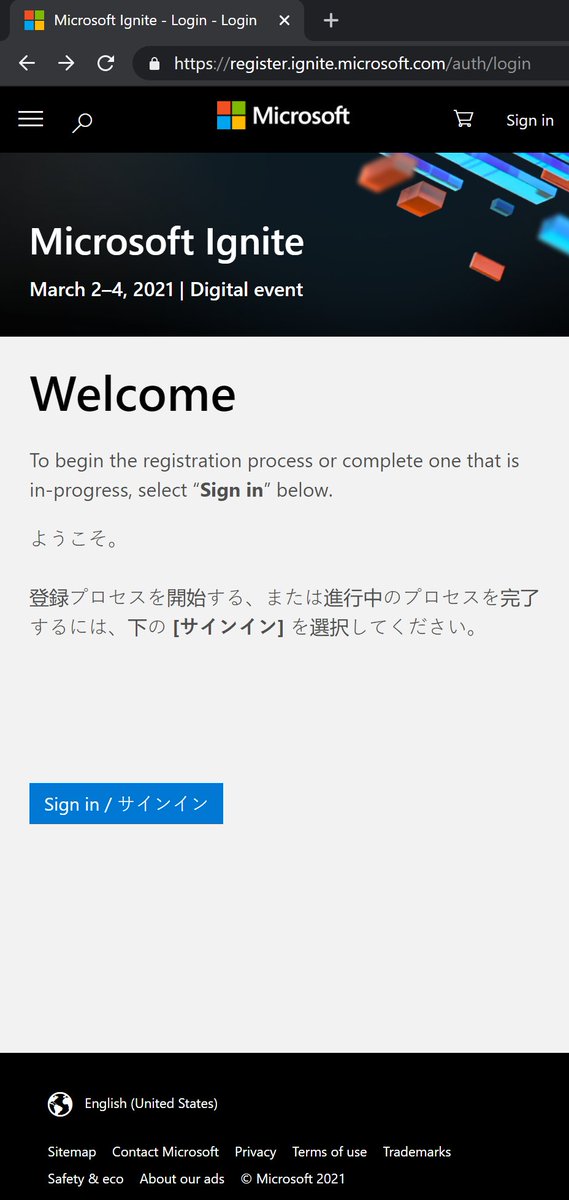 Microsoft Ignite - Login - Login
https://register.ignite.microsoft.com/auth/login
Microsoft
Sign in
Microsoft Ignite
March 2–4, 2021 | Digital event
Welcome
To begin the registration process or complete one that is
in-progress, select “Sign in” below.
ようこそ。
登録プロセスを開始する、または進行中のプロセスを完了
するには、下の [サインイン] を選択してください。
Sign in / サインイン
English (United States)
Sitemap Contact Microsoft Privacy Terms of use Trademarks
Safety & eco About our ads © Microsoft 2021